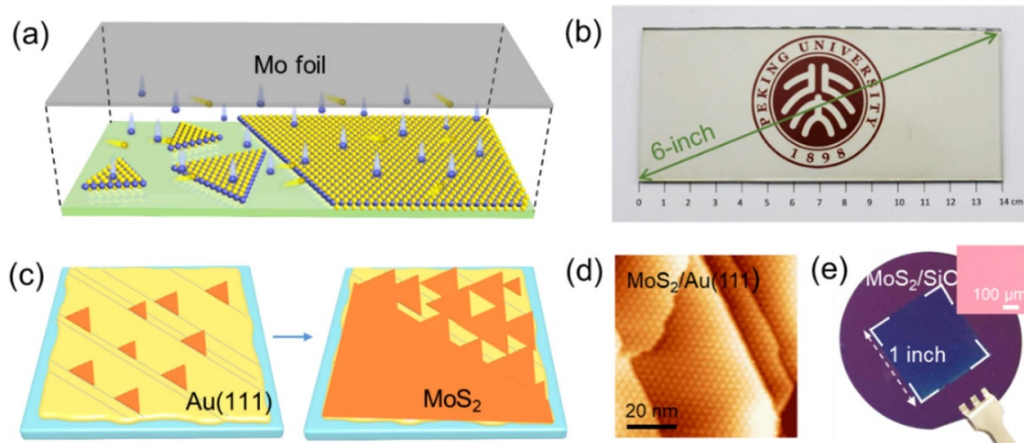 (a)
Mo foil
(b)
PEKING UNIVERSITY
1898
6-inch
0 1 2 3 4 5 6 7 8 9 10 11 12 13 14 cm
(c)
Au(111)
MoS₂
(d)
MoS₂/Au(111)
20 nm
(e)
MoS₂/SiO
100 µm
1 inch